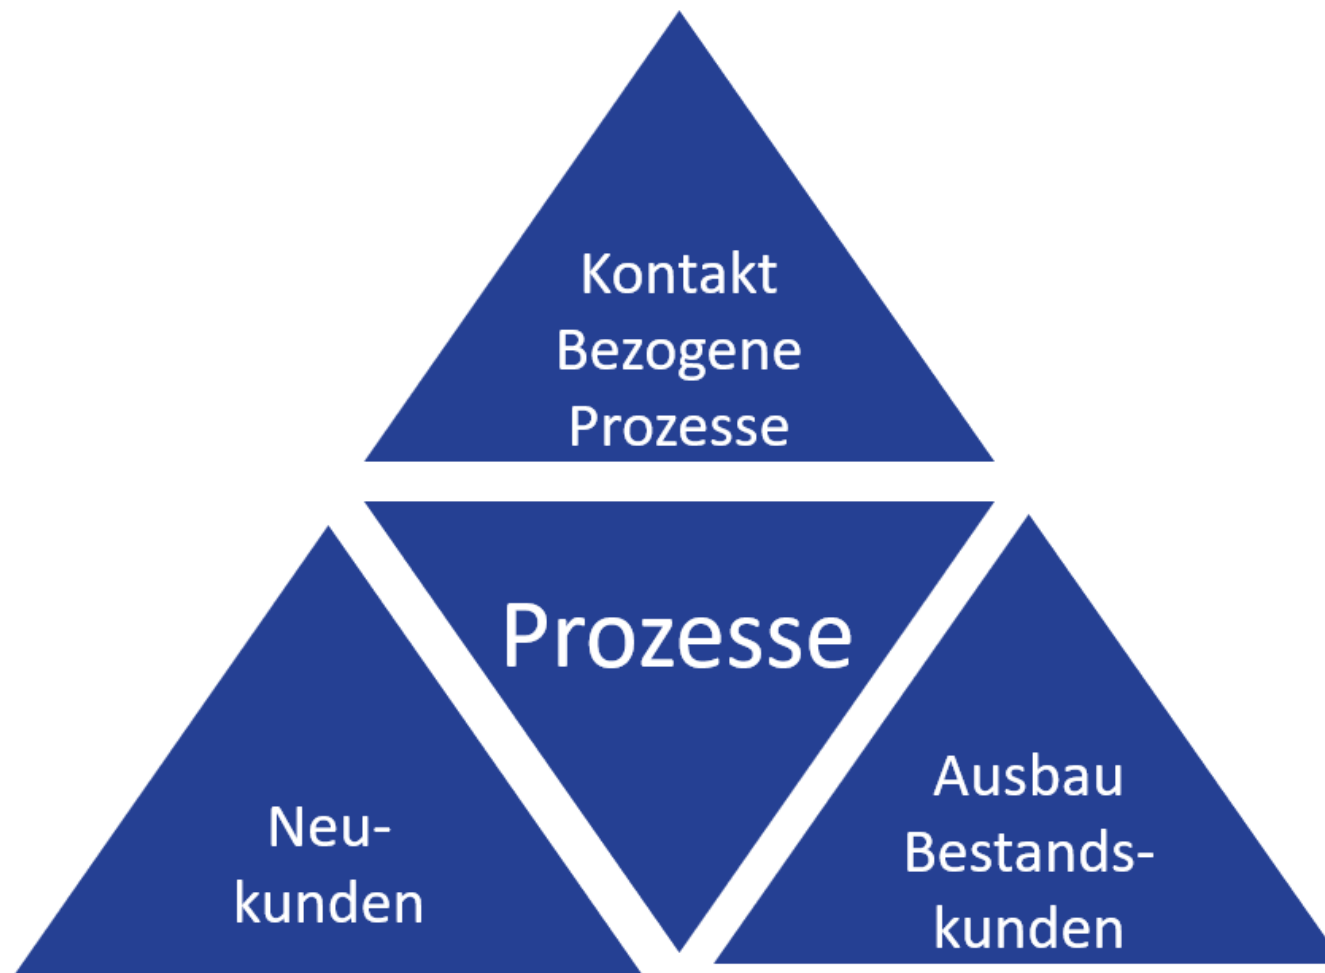 Kontakt
Bezogene
Prozesse
Prozesse
Neu-
kunden
Ausbau
Bestands-
kunden